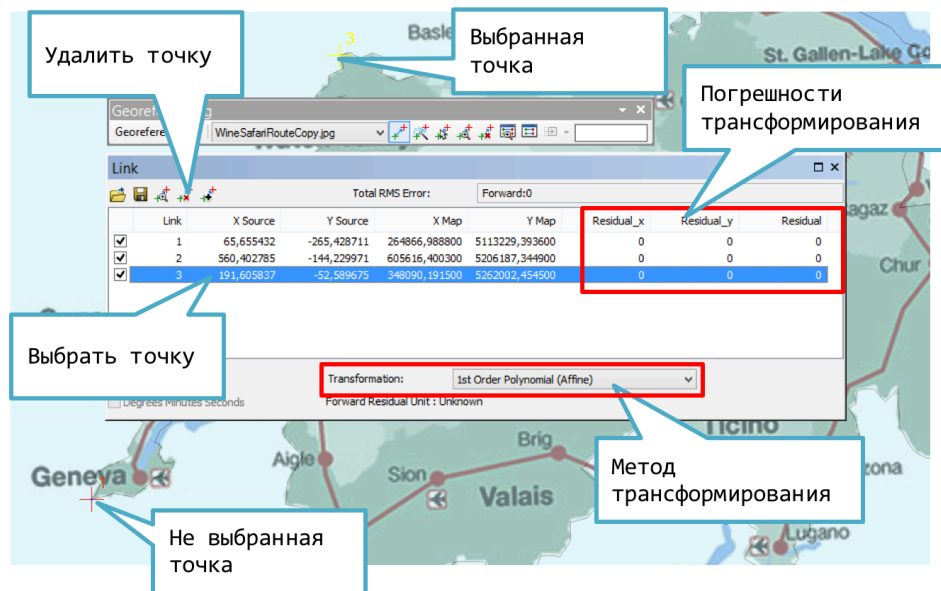 3
Basle
St. Gallen-Lake Co
Удалить точку
Выбранная
точка
Погрешности
трансформирования
WineSafariRouteCopy.jpg
Link
Total RMS Error: Forward:0
Link X Source Y Source X Map Y Map Residual_x Residual_y Residual
1 65,655432 -265,428711 264866,988800 5113229,393600 0 0 0
2 560,402785 -144,229971 605616,400300 5206187,344900 0 0 0
3 191,605837 -52,589675 348090,191500 5262002,454500 0 0 0
agaz
Chur
Выбрать точку
Transformation: 1st Order Polynomial (Affine)
Degrees Minutes Seconds Forward Residual Unit : Unknown
Ticino
Brig
Aigle
Sion
Geneva
Valais
Метод
трансформирования
zona
Lugano
Не выбранная
точка